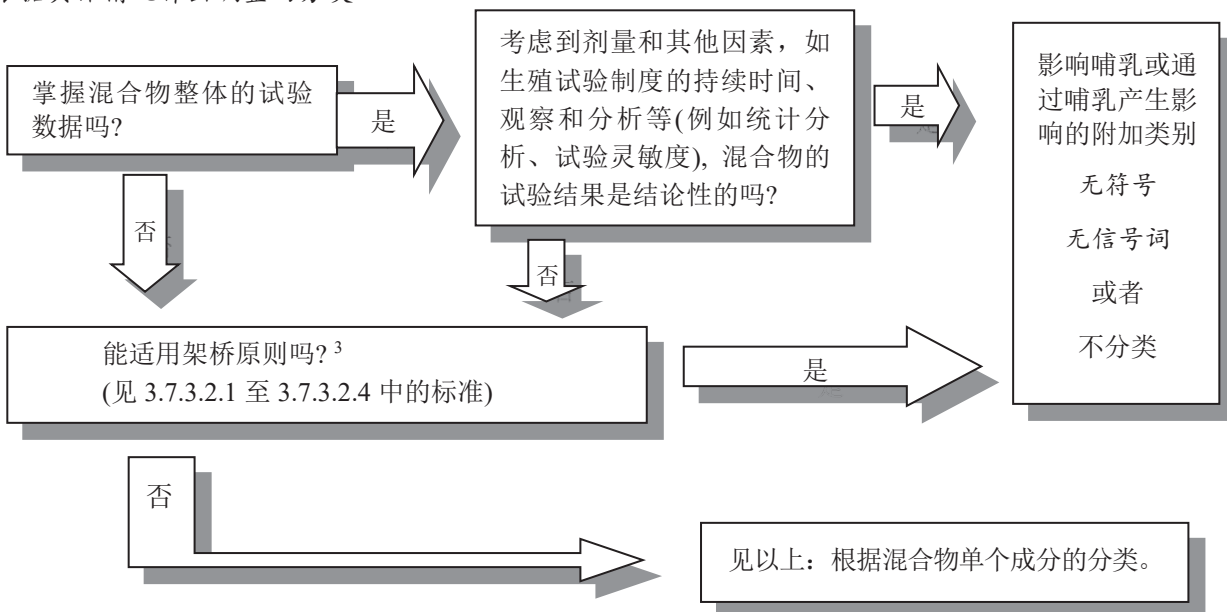 掌握混合物整体的试验
数据吗?
是
考虑到剂量和其他因素，如
生殖试验制度的持续时间、
观察和分析等(例如统计分
析、试验灵敏度), 混合物的
试验结果是结论性的吗?
是
影响哺乳或通
过哺乳产生影
响的附加类别
无符号
无信号词
或者
不分类
否
否
能适用架桥原则吗? 3
(见 3.7.3.2.1 至 3.7.3.2.4 中的标准)
是
否
见以上：根据混合物单个成分的分类。